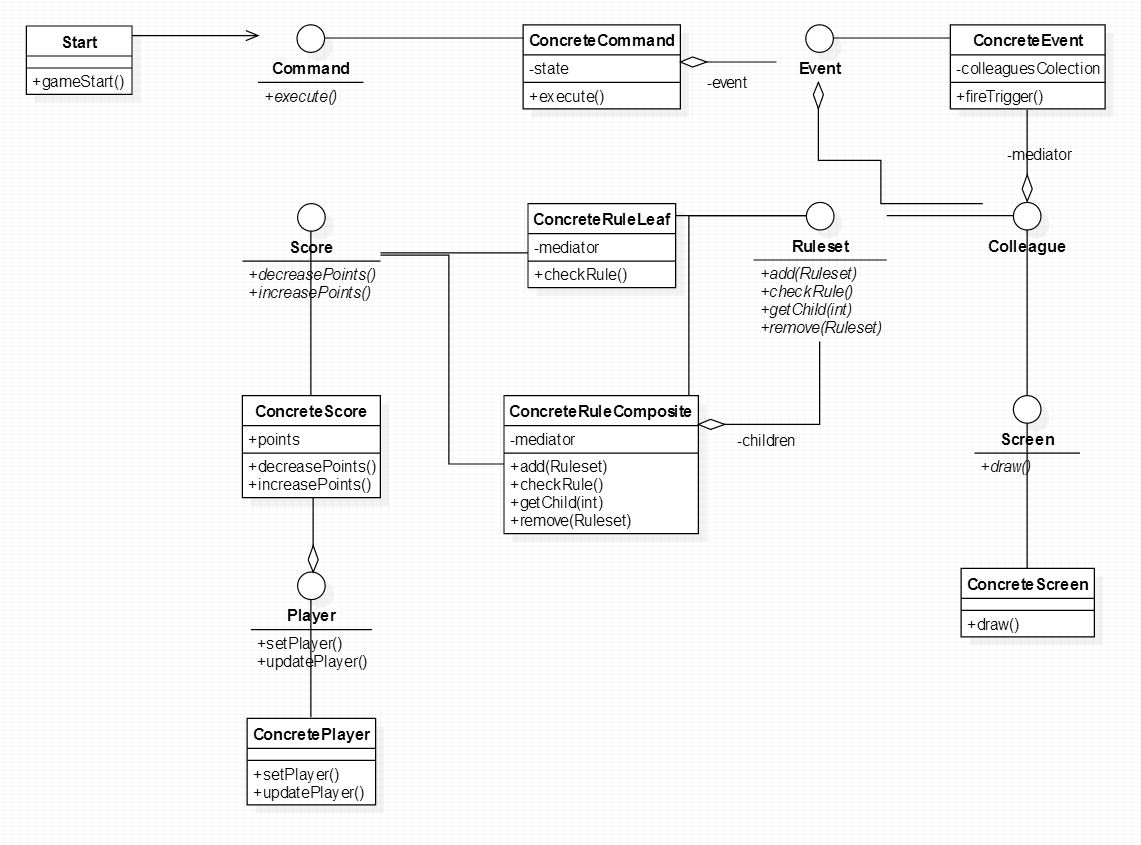 Start
+gameStart()
Command
+execute()
ConcreteCommand
-state
+execute()
-event
Event
ConcreteEvent
-colleaguesColection
+fireTrigger()
-mediator
Score
+decreasePoints()
+increasePoints()
ConcreteRuleLeaf
-mediator
+checkRule()
Ruleset
+add(Ruleset)
+checkRule()
+getChild(int)
+remove(Ruleset)
Colleague
ConcreteScore
+points
+decreasePoints()
+increasePoints()
ConcreteRuleComposite
-mediator
+add(Ruleset)
+checkRule()
+getChild(int)
+remove(Ruleset)
-children
Screen
+draw()
Player
+setPlayer()
+updatePlayer()
ConcreteScreen
+draw()
ConcretePlayer
+setPlayer()
+updatePlayer()